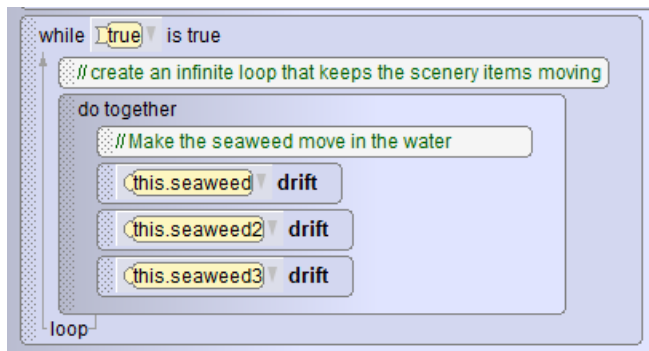 while true is true
// create an infinite loop that keeps the scenery items moving
do together
// Make the seaweed move in the water
this.seaweed drift
this.seaweed2 drift
this.seaweed3 drift
loop